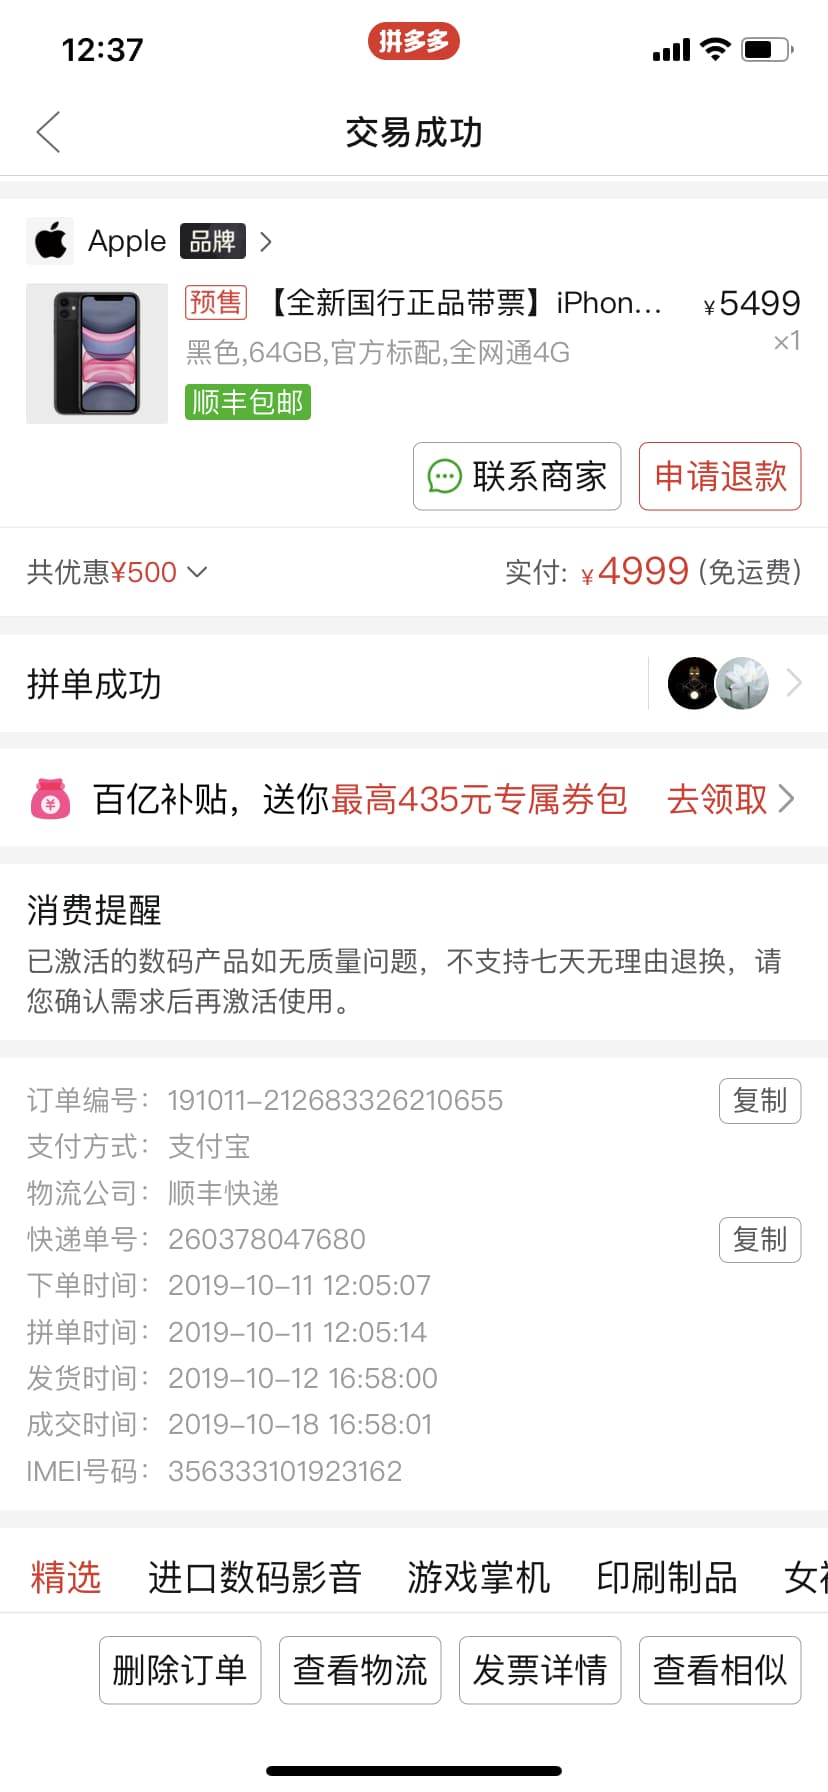 12:37
拼多多
交易成功
Apple 品牌
预售 【全新国行正品带票】iPhon... ¥5499
黑色,64GB,官方标配,全网通4G ×1
顺丰包邮
联系商家 申请退款
共优惠¥500 实付: ¥4999 (免运费)
拼单成功
百亿补贴，送你最高435元专属券包 去领取
消费提醒
已激活的数码产品如无质量问题，不支持七天无理由退换，请
您确认需求后再激活使用。
订单编号： 191011-212683326210655 复制
支付方式： 支付宝
物流公司： 顺丰快递
快递单号： 260378047680 复制
下单时间： 2019-10-11 12:05:07
拼单时间： 2019-10-11 12:05:14
发货时间： 2019-10-12 16:58:00
成交时间： 2019-10-18 16:58:01
IMEI号码： 356333101923162
精选 进口数码影音 游戏掌机 印刷制品 女
删除订单 查看物流 发票详情 查看相似